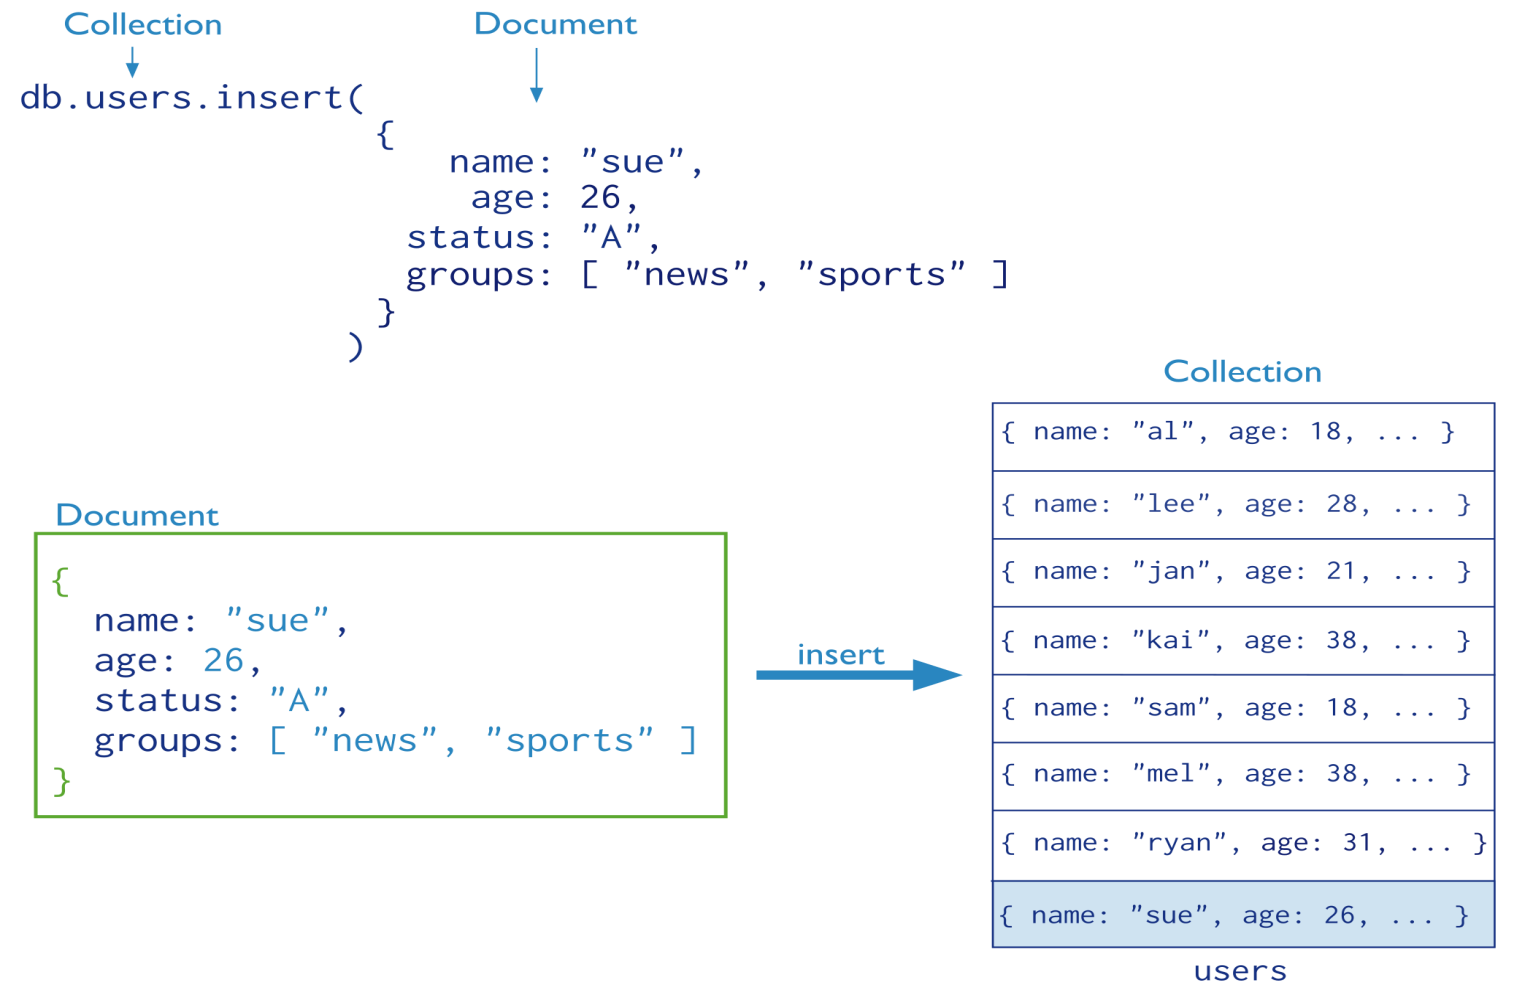 Collection
Document
db.users.insert(
{
name: "sue",
age: 26,
status: "A",
groups: [ "news", "sports" ]
}
)
Document
{
name: "sue",
age: 26,
status: "A",
groups: [ "news", "sports" ]
}
insert
Collection
{ name: "al", age: 18, ... }
{ name: "lee", age: 28, ... }
{ name: "jan", age: 21, ... }
{ name: "kai", age: 38, ... }
{ name: "sam", age: 18, ... }
{ name: "mel", age: 38, ... }
{ name: "ryan", age: 31, ... }
{ name: "sue", age: 26, ... }
users